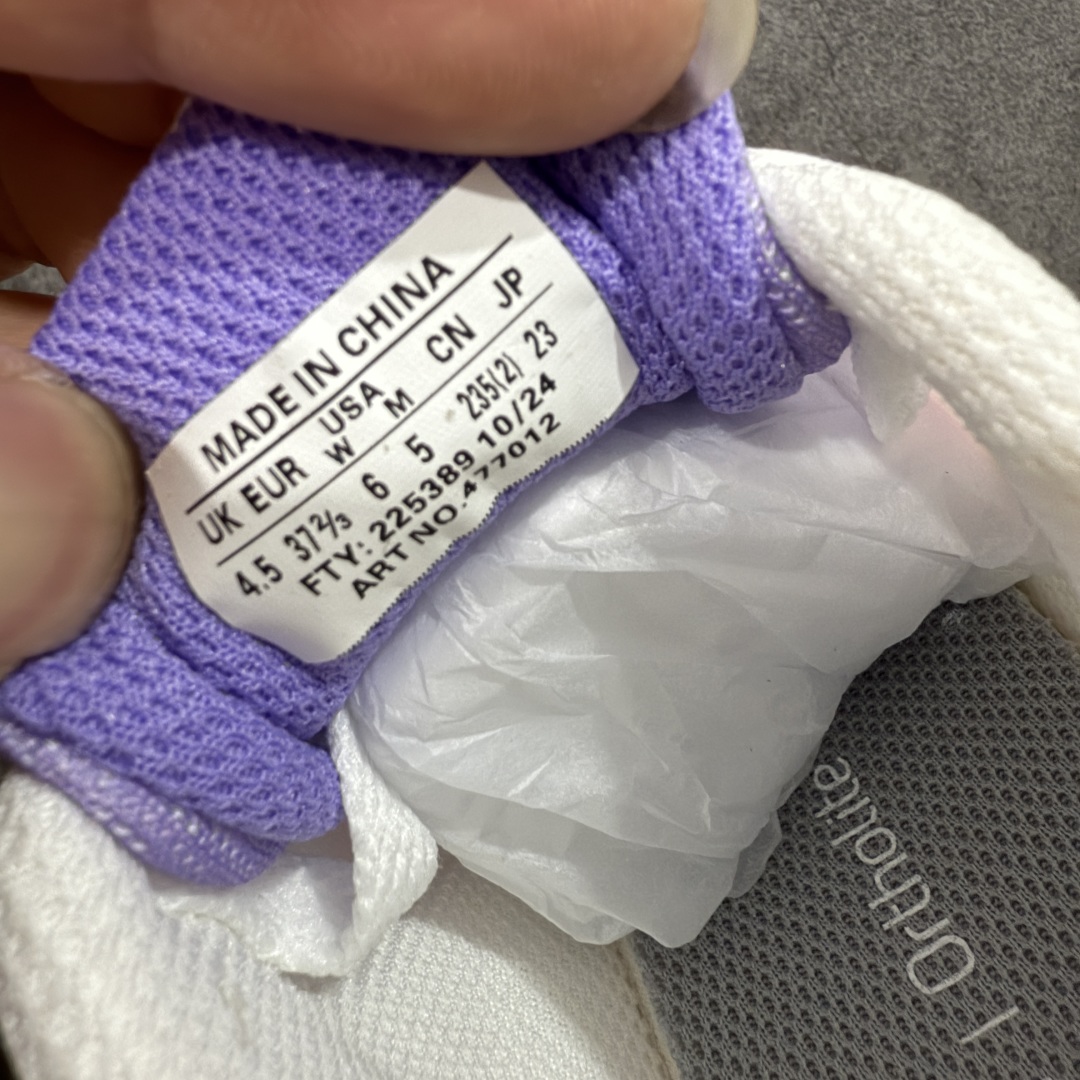 MADE IN CHINA
UK EUR USA CN JP
W M
4.5 37⅔ 6 5 235(2) 23
FTY: 225389 10/24
ART NO.477012
Ortholite